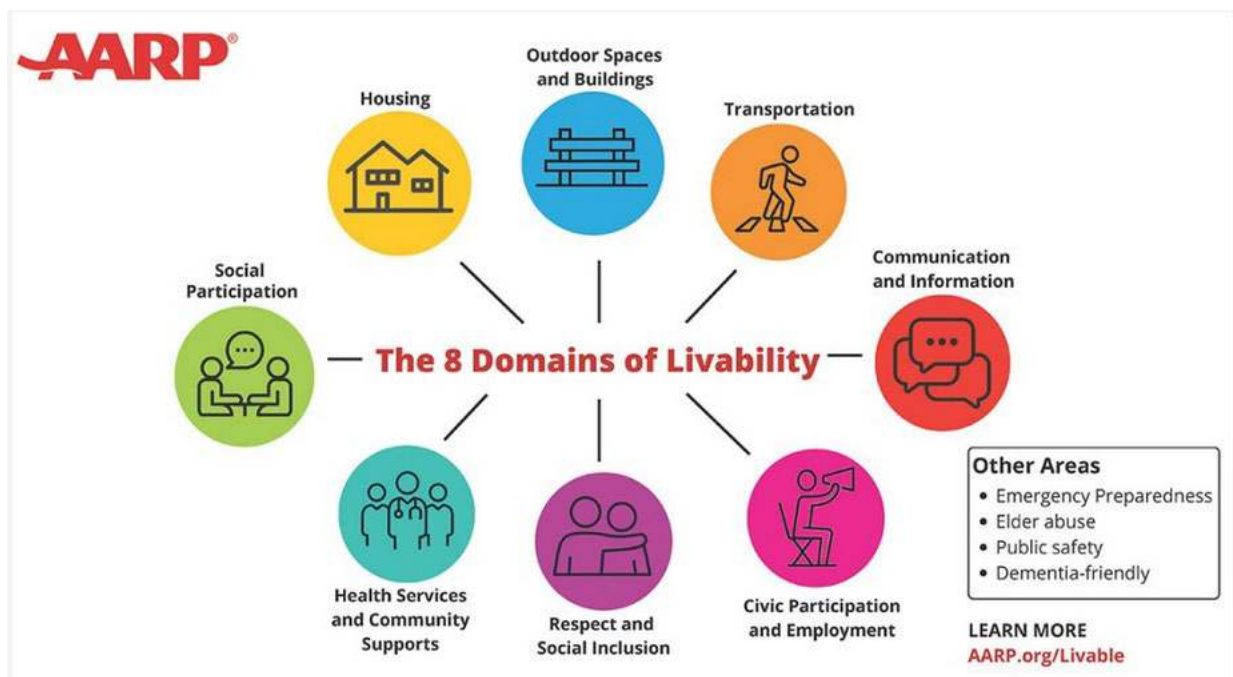 AARP®
Housing
Outdoor Spaces
and Buildings
Transportation
Social
Participation
Communication
and Information
The 8 Domains of Livability
Health Services
and Community
Supports
Respect and
Social Inclusion
Civic Participation
and Employment
Other Areas
• Emergency Preparedness
• Elder abuse
• Public safety
• Dementia-friendly
LEARN MORE
AARP.org/Livable